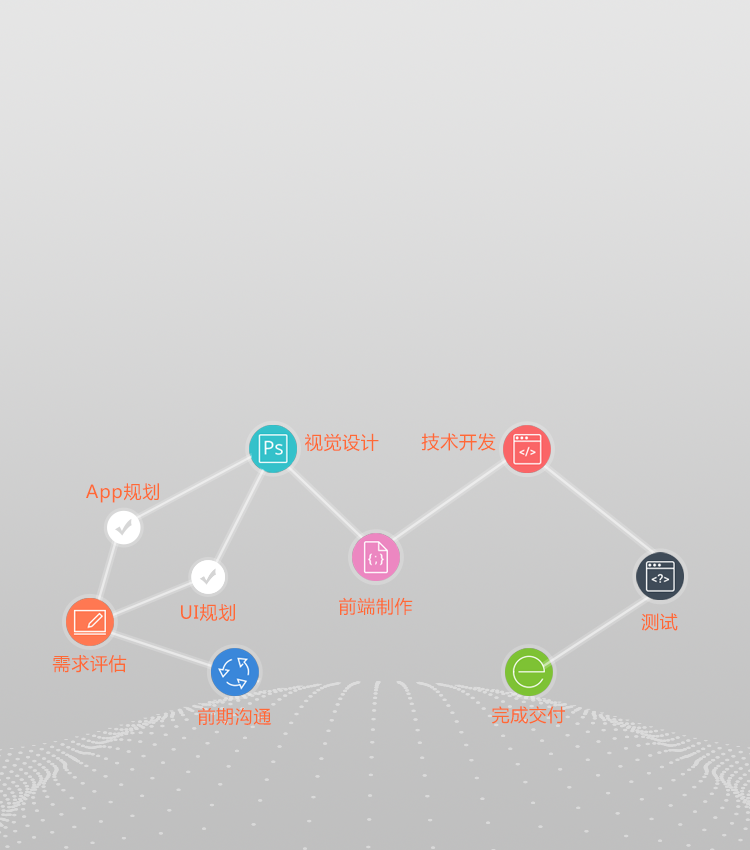 Ps
视觉设计
技术开发
</>
App规划
{;}
<?>
UI规划
前端制作
测试
需求评估
前期沟通
完成交付